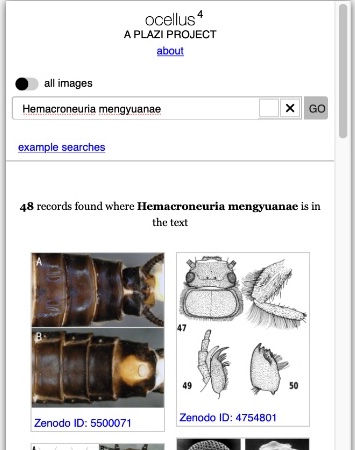 ocellus 4
A PLAZI PROJECT
about
all images
Hemacroneuria mengyuanae
✕
GO
example searches
48 records found where Hemacroneuria mengyuanae is in
the text
A
B
47
49
50
Zenodo ID: 5500071
Zenodo ID: 4754801
A